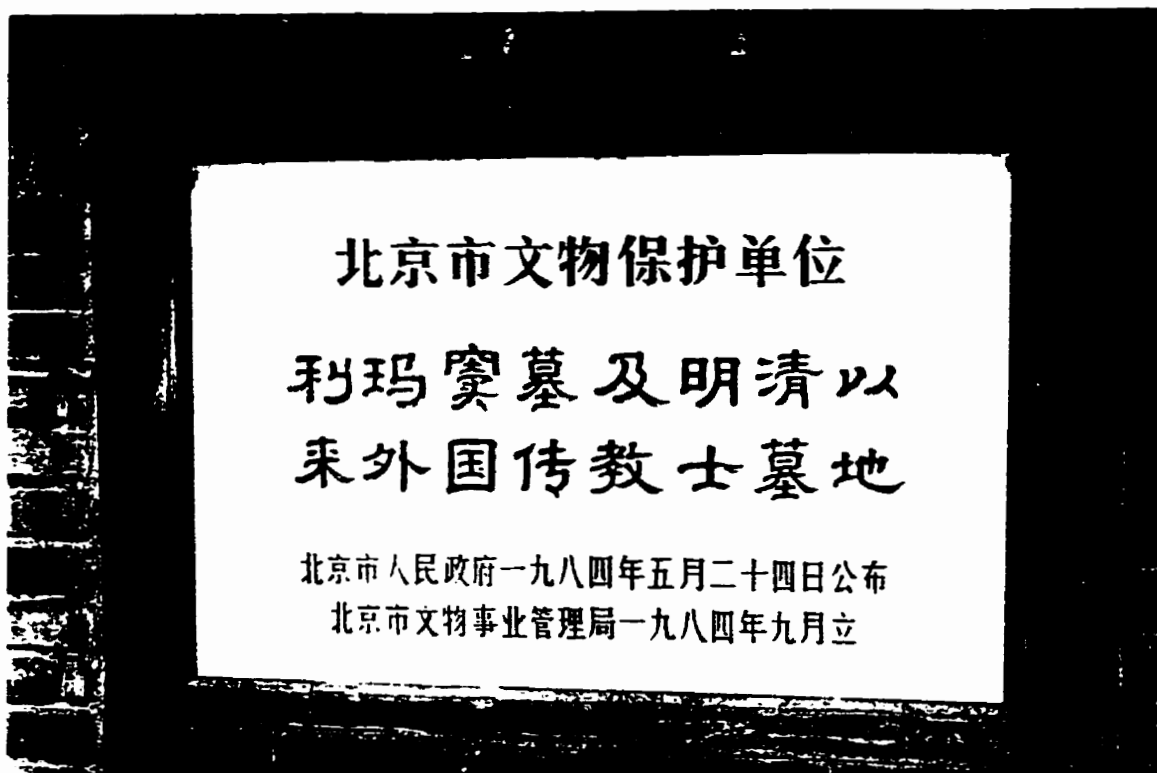 北京市文物保护单位
利玛窦墓及明清以
来外国传教士墓地
北京市人民政府一九八四年五月二十四日公布
北京市文物事业管理局一九八四年九月立